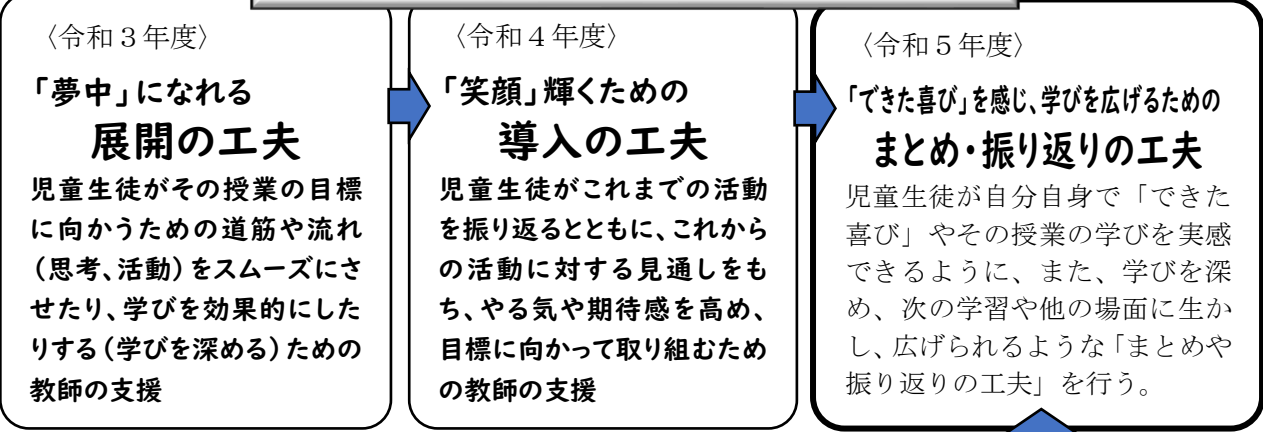 〈令和３年度〉
「夢中」になれる
展開の工夫
児童生徒がその授業の目標
に向かうための道筋や流れ
（思考、活動）をスムーズにさ
せたり、学びを効果的にした
りする（学びを深める）ための
教師の支援
〈令和４年度〉
「笑顔」輝くための
導入の工夫
児童生徒がこれまでの活動
を振り返るとともに、これから
の活動に対する見通しをも
ち、やる気や期待感を高め、
目標に向かって取り組むため
の教師の支援
〈令和５年度〉
「できた喜び」を感じ、学びを広げるための
まとめ・振り返りの工夫
児童生徒が自分自身で「できた
喜び」やその授業の学びを実感
できるように、また、学びを深
め、次の学習や他の場面に生か
し、広げられるような「まとめや
振り返りの工夫」を行う。